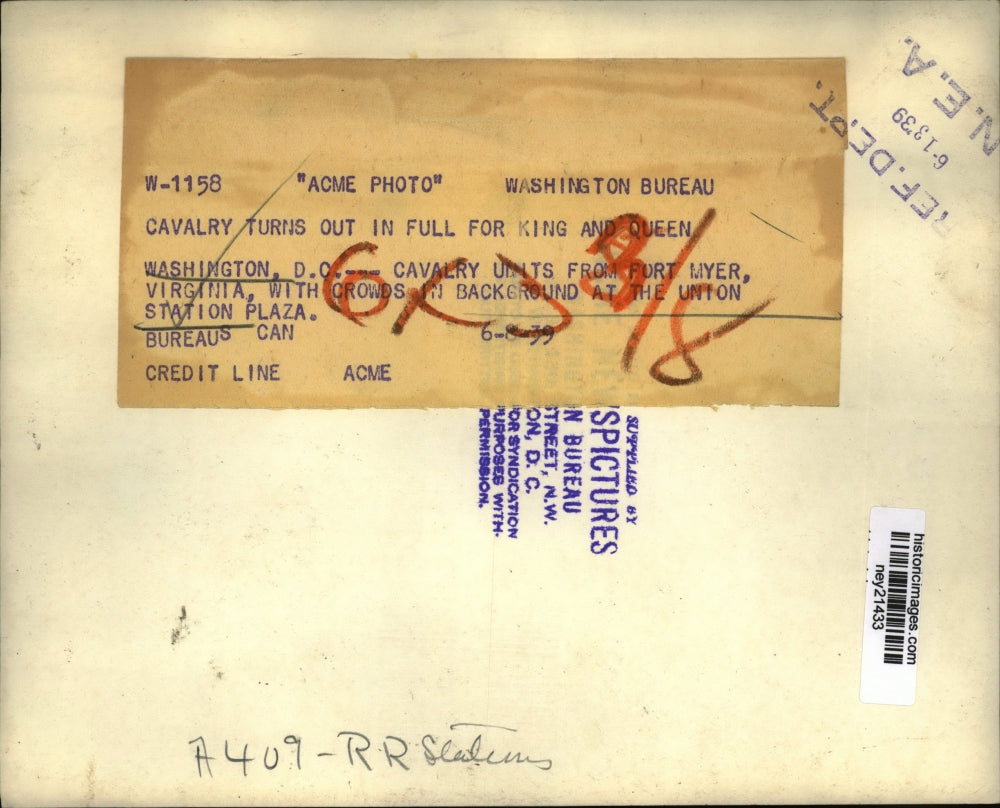 W-1158 "ACME PHOTO" WASHINGTON BUREAU
CAVALRY TURNS OUT IN FULL FOR KING AND QUEEN
WASHINGTON, D.C.--- CAVALRY UNITS FROM FORT MYER,
VIRGINIA, WITH CROWDS IN BACKGROUND AT THE UNION
STATION PLAZA.
BUREAUS CAN 6-8-39
CREDIT LINE ACME
REF. DEPT.
6-13 39
N.E.A.
SUPPLIED BY
SPICTURES
N BUREAU
TREET, N.W.
ON, D. C.
OR SYNDICATION
URPOSES WITH-
PERMISSION.
historicimages.com
ney21433
A409-RR Stations